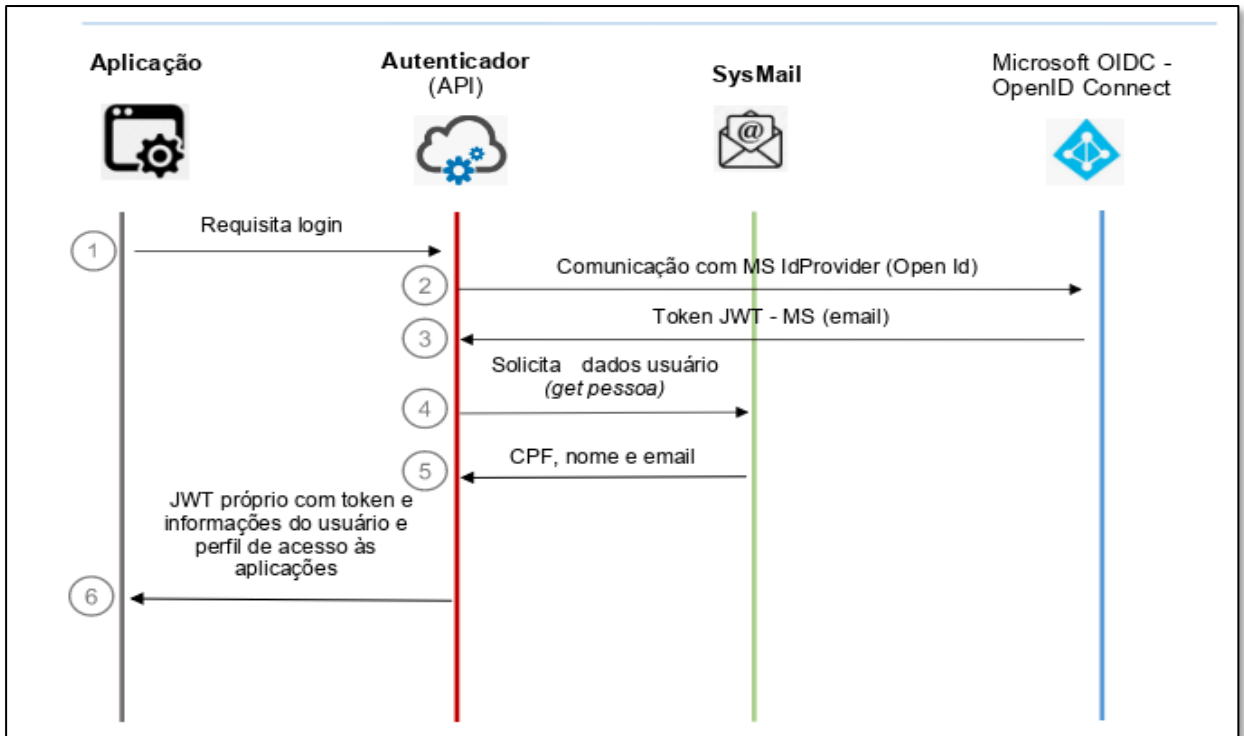 Aplicação
Autenticador
(API)
SysMail
Microsoft OIDC -
OpenID Connect
@
Requisita login
1
Comunicação com MS IdProvider (Open Id)
2
Token JWT - MS (email)
3
Solicita dados usuário
(get pessoa)
4
CPF, nome e email
5
JWT próprio com token e
informações do usuário e
perfil de acesso às
aplicações
6